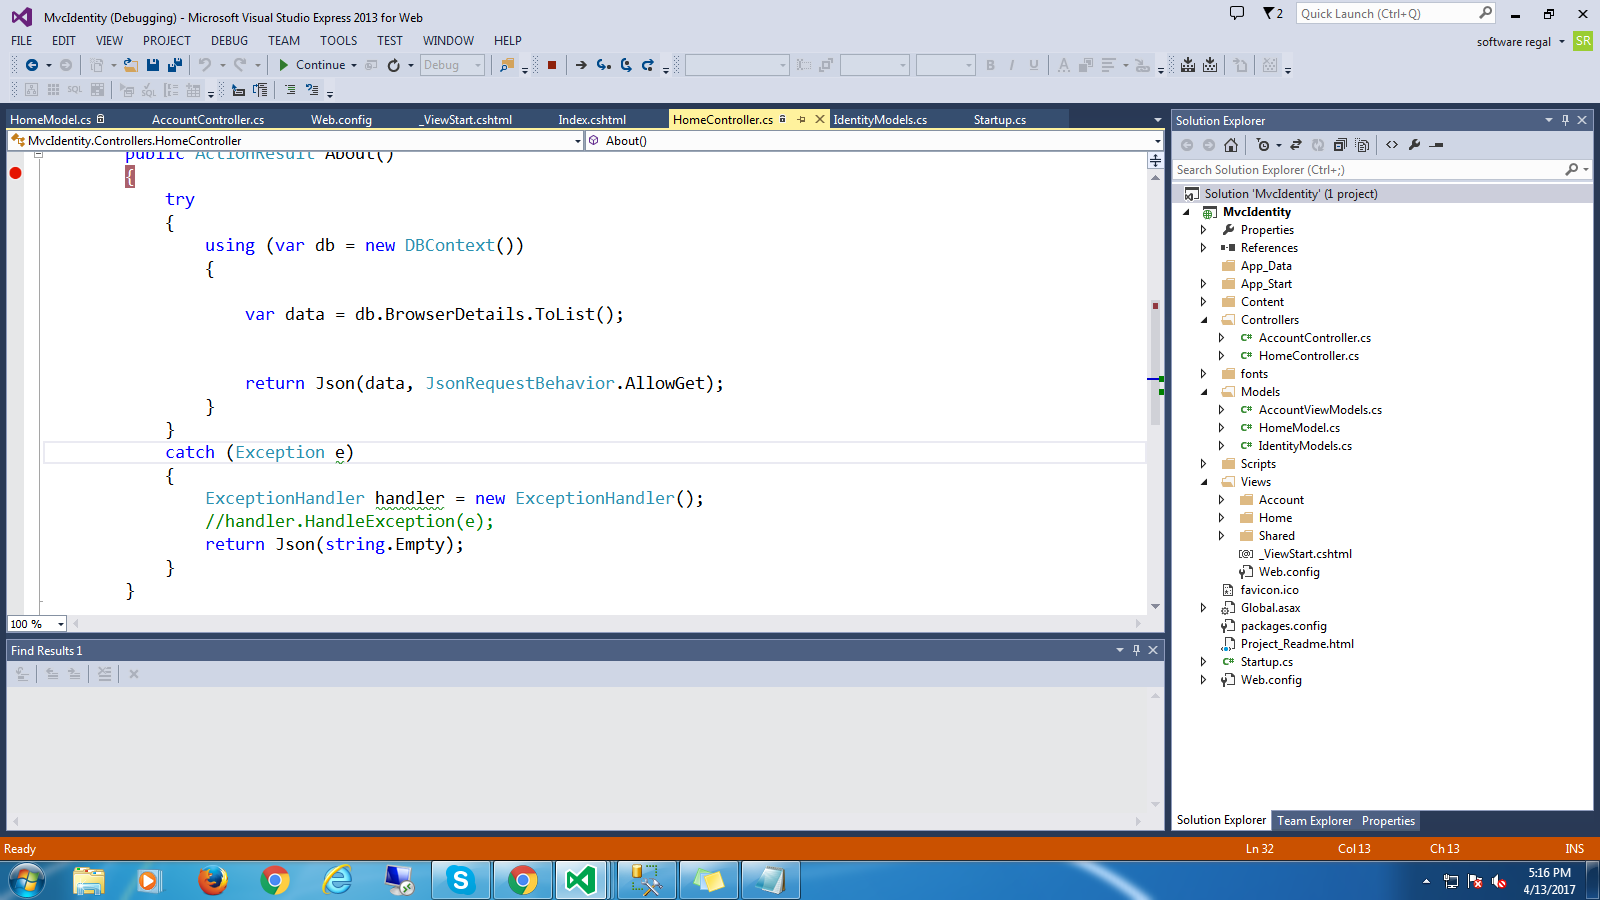 MvcIdentity (Debugging) - Microsoft Visual Studio Express 2013 for Web
2
Quick Launch (Ctrl+Q)
FILE EDIT VIEW PROJECT DEBUG TEAM TOOLS TEST WINDOW HELP
software regal SR
Continue Debug
B I U A
SQL SQL
HomeModel.cs AccountController.cs Web.config _ViewStart.cshtml Index.cshtml HomeController.cs IdentityModels.cs Startup.cs
MvcIdentity.Controllers.HomeController About()
public ActionResult About()
{
try
{
using (var db = new DBContext())
{
var data = db.BrowserDetails.ToList();
return Json(data, JsonRequestBehavior.AllowGet);
}
}
catch (Exception e)
{
ExceptionHandler handler = new ExceptionHandler();
//handler.HandleException(e);
return Json(string.Empty);
}
}
100 %
Find Results 1
Solution Explorer
Search Solution Explorer (Ctrl+;)
Solution 'MvcIdentity' (1 project)
MvcIdentity
Properties
References
App_Data
App_Start
Content
Controllers
C# AccountController.cs
C# HomeController.cs
fonts
Models
C# AccountViewModels.cs
C# HomeModel.cs
C# IdentityModels.cs
Scripts
Views
Account
Home
Shared
[@] _ViewStart.cshtml
Web.config
favicon.ico
Global.asax
packages.config
Project_Readme.html
C# Startup.cs
Web.config
Solution Explorer Team Explorer Properties
Ready Ln 32 Col 13 Ch 13 INS
5:16 PM
4/13/2017